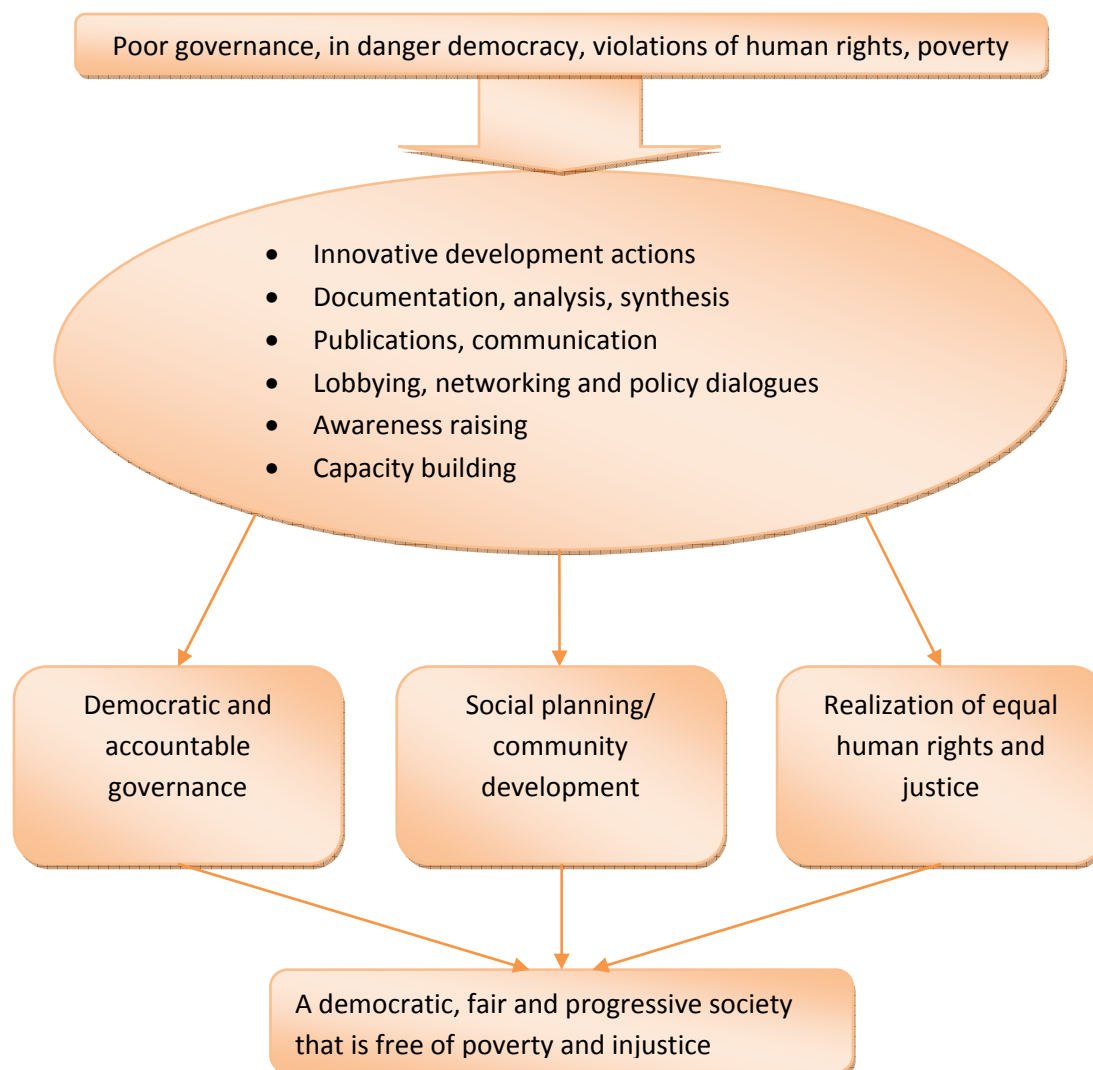 Poor governance, in danger democracy, violations of human rights, poverty
• Innovative development actions
• Documentation, analysis, synthesis
• Publications, communication
• Lobbying, networking and policy dialogues
• Awareness raising
• Capacity building
Democratic and
accountable
governance
Social planning/
community
development
Realization of equal
human rights and
justice
A democratic, fair and progressive society
that is free of poverty and injustice